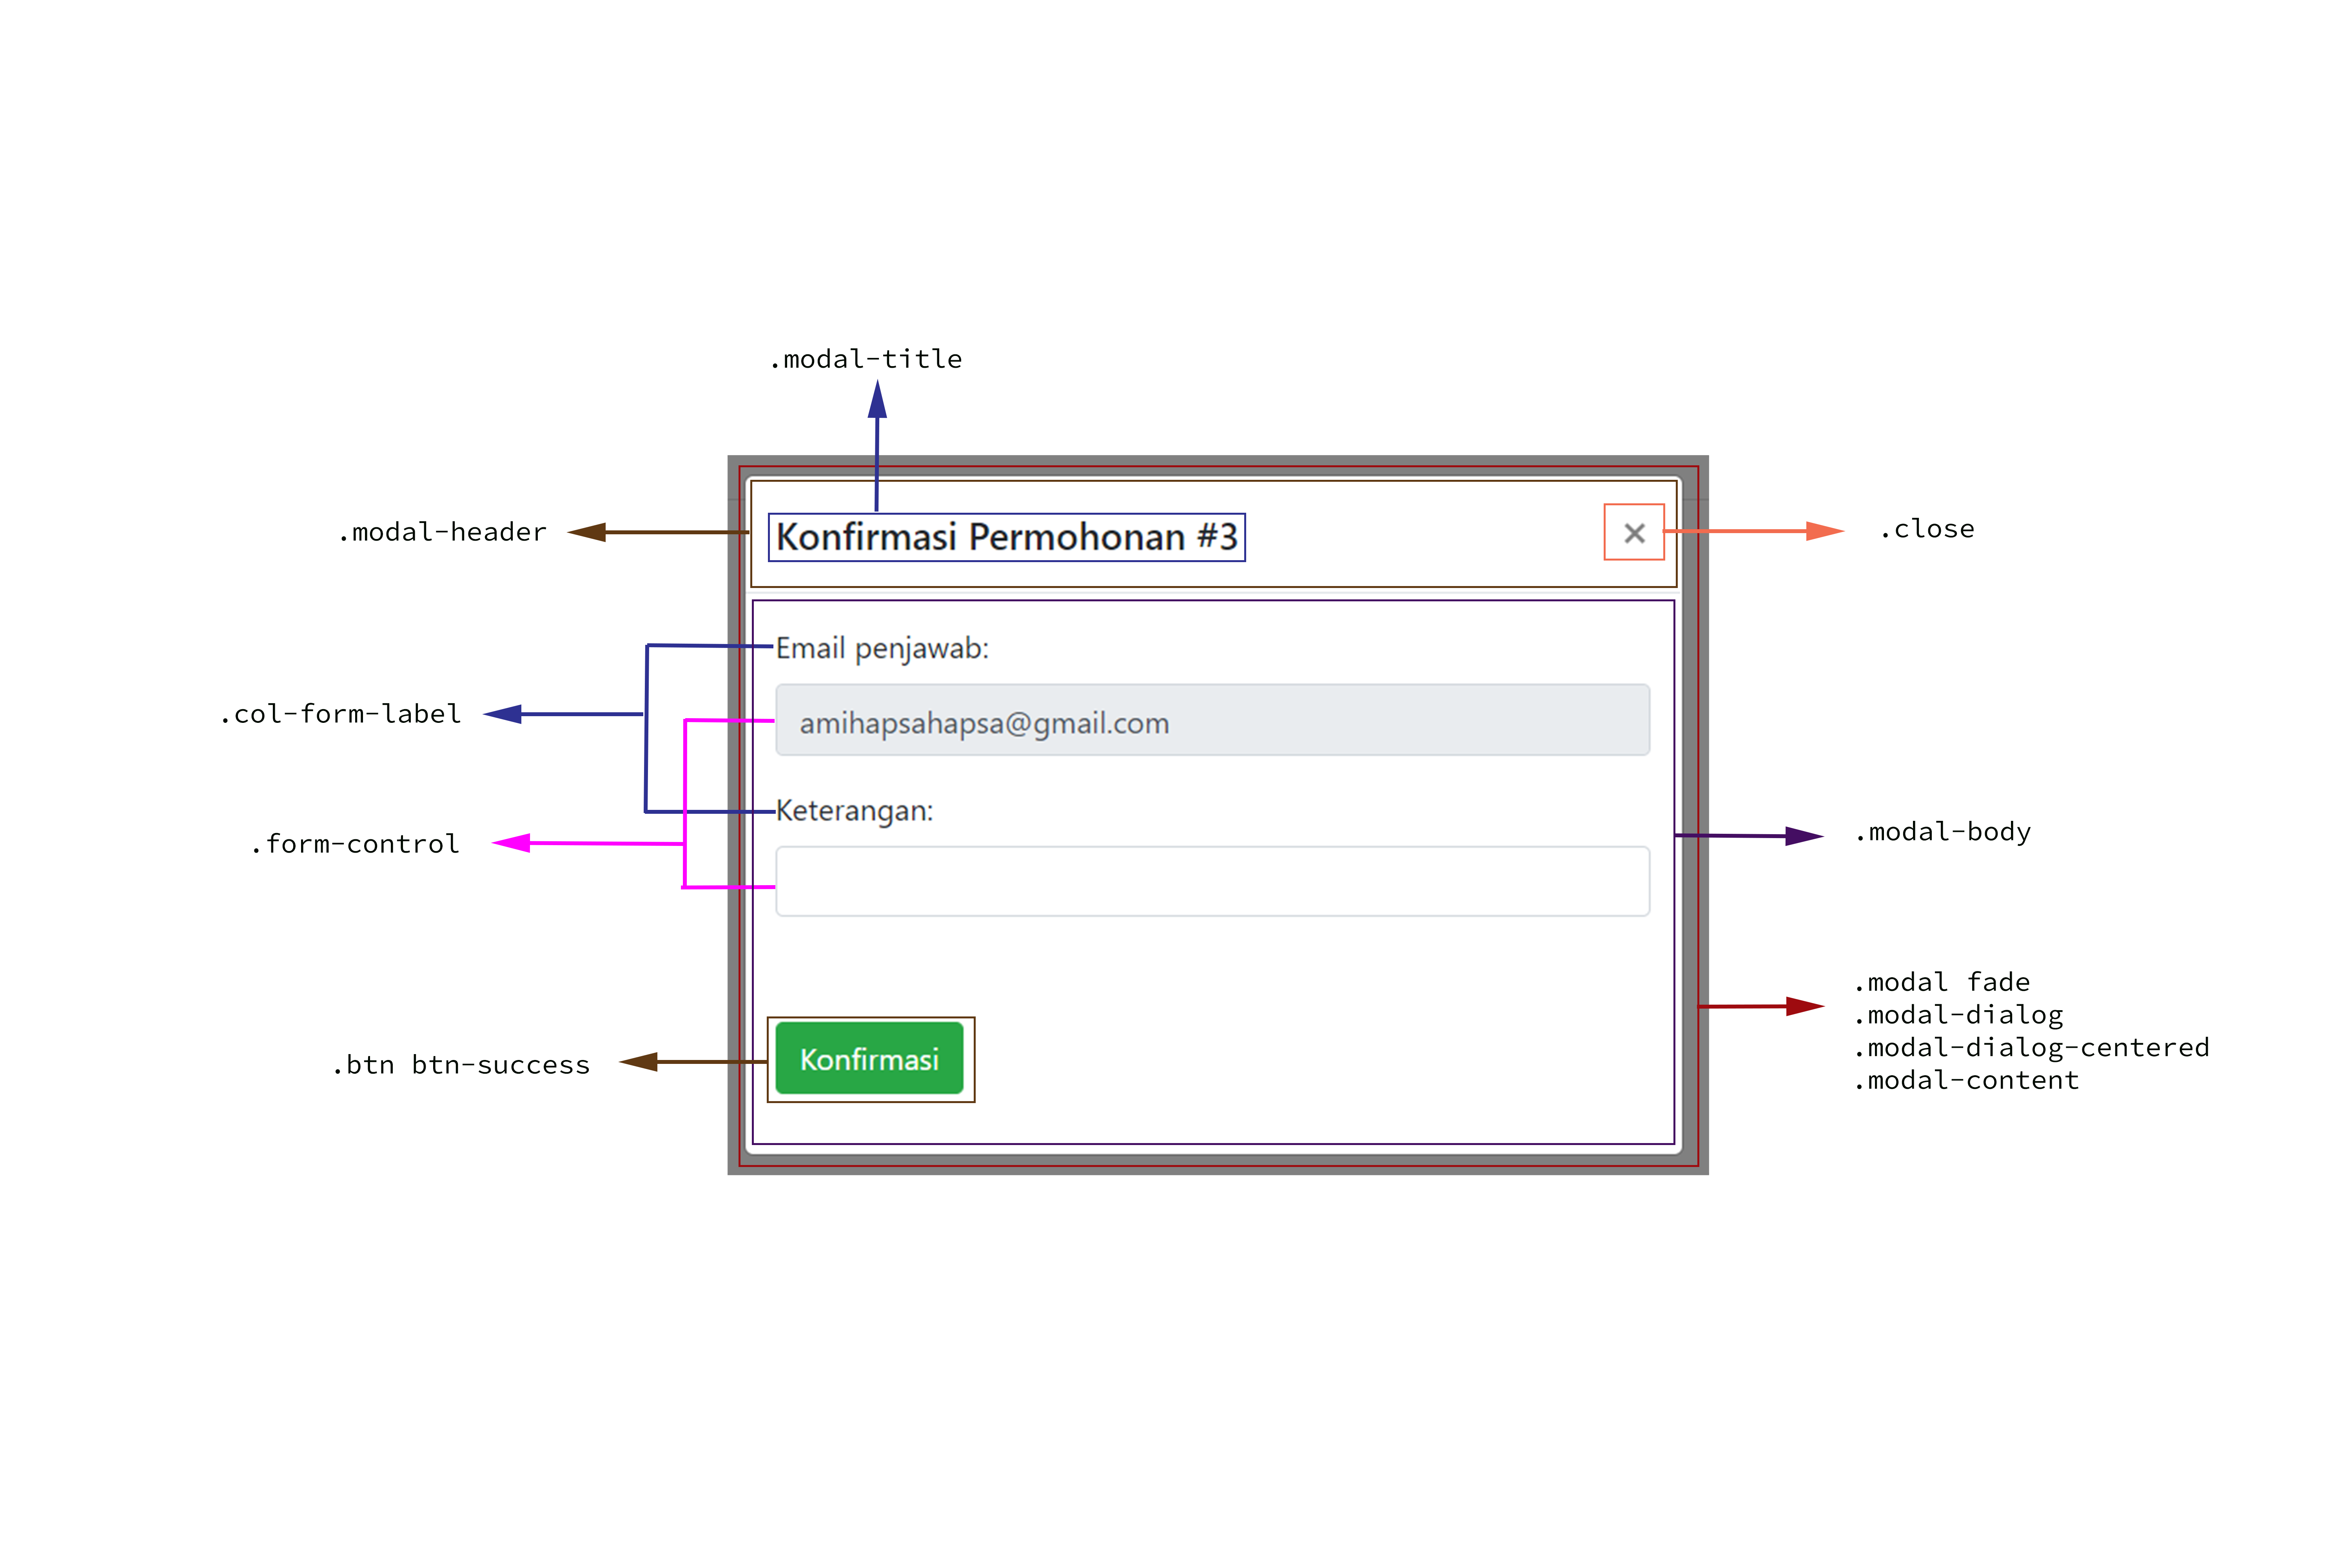 .modal-title
.modal-header
Konfirmasi Permohonan #3
×
.close
Email penjawab:
.col-form-label
amihapsahapsa@gmail.com
Keterangan:
.form-control
.modal-body
.modal fade
.modal-dialog
.modal-dialog-centered
.modal-content
Konfirmasi
.btn btn-success